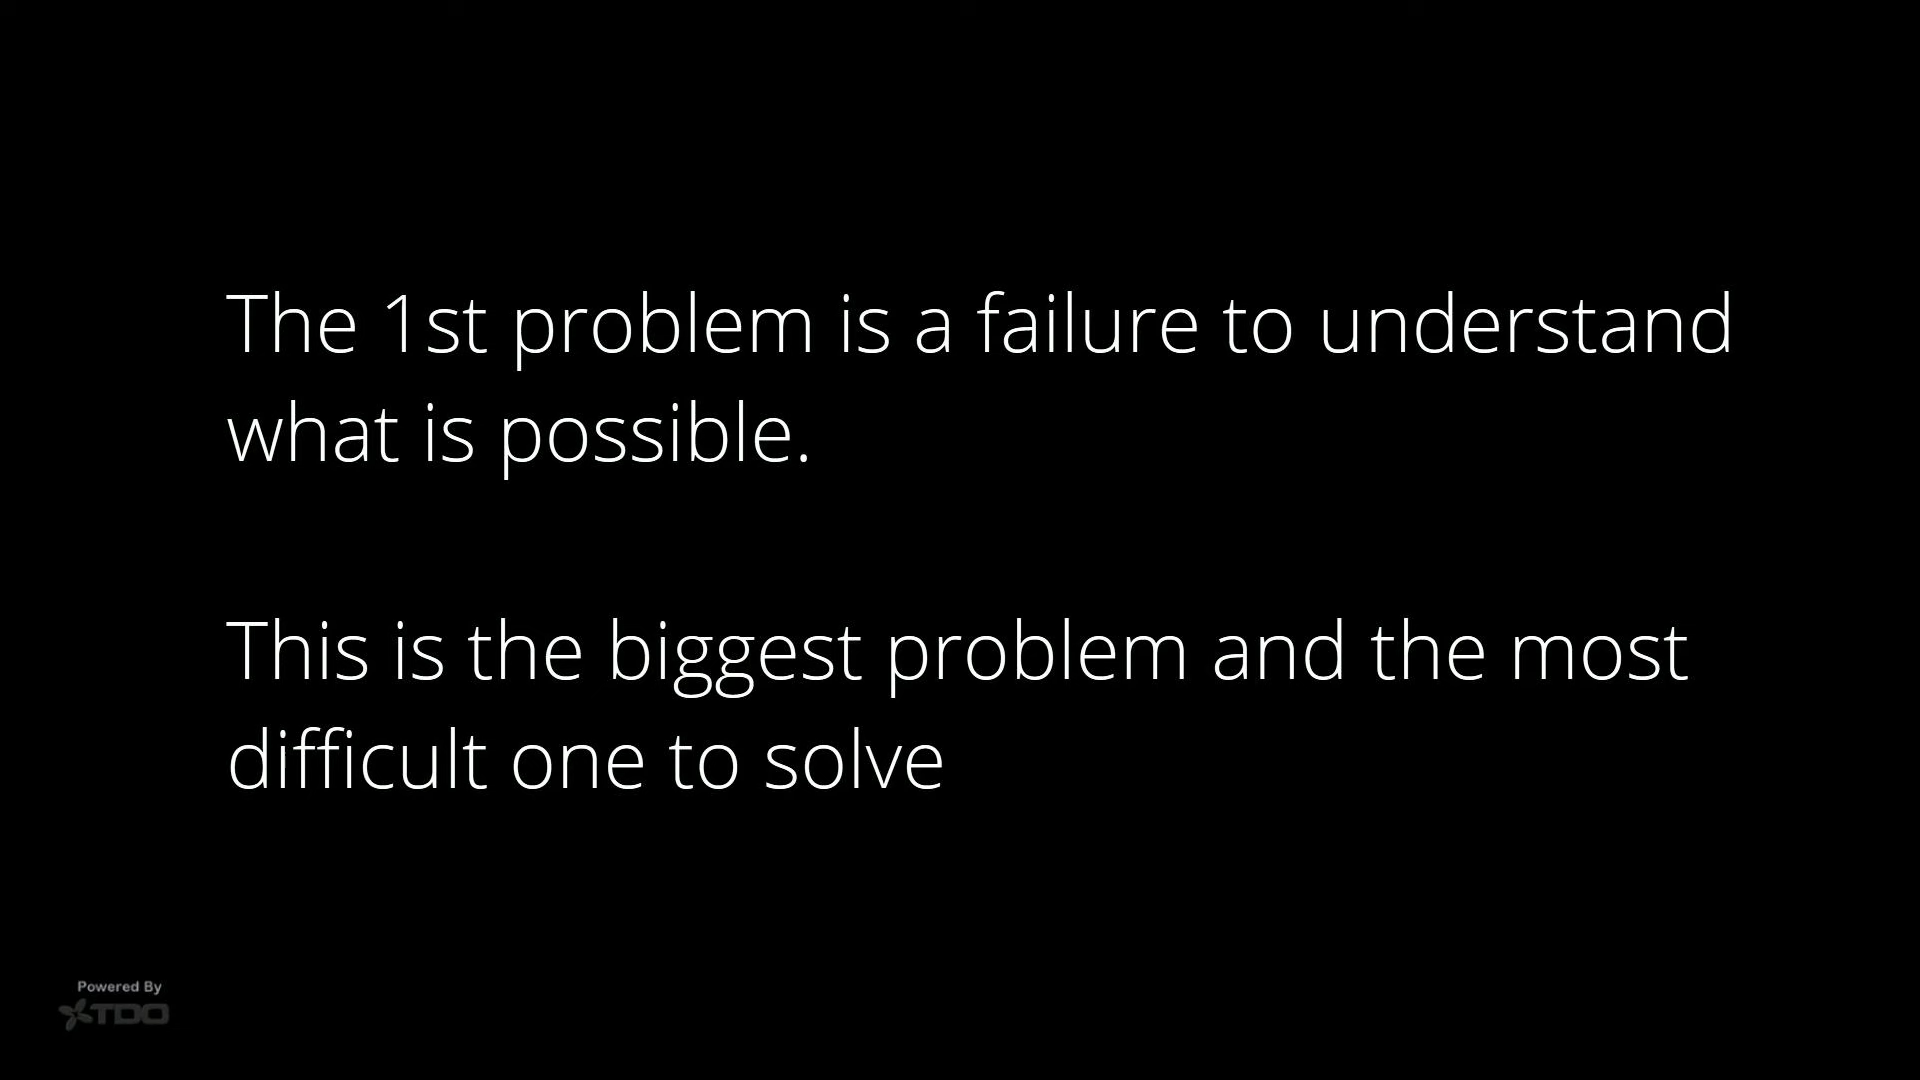 The 1st problem is a failure to understand
what is possible.
This is the biggest problem and the most
difficult one to solve
Powered By
TDO